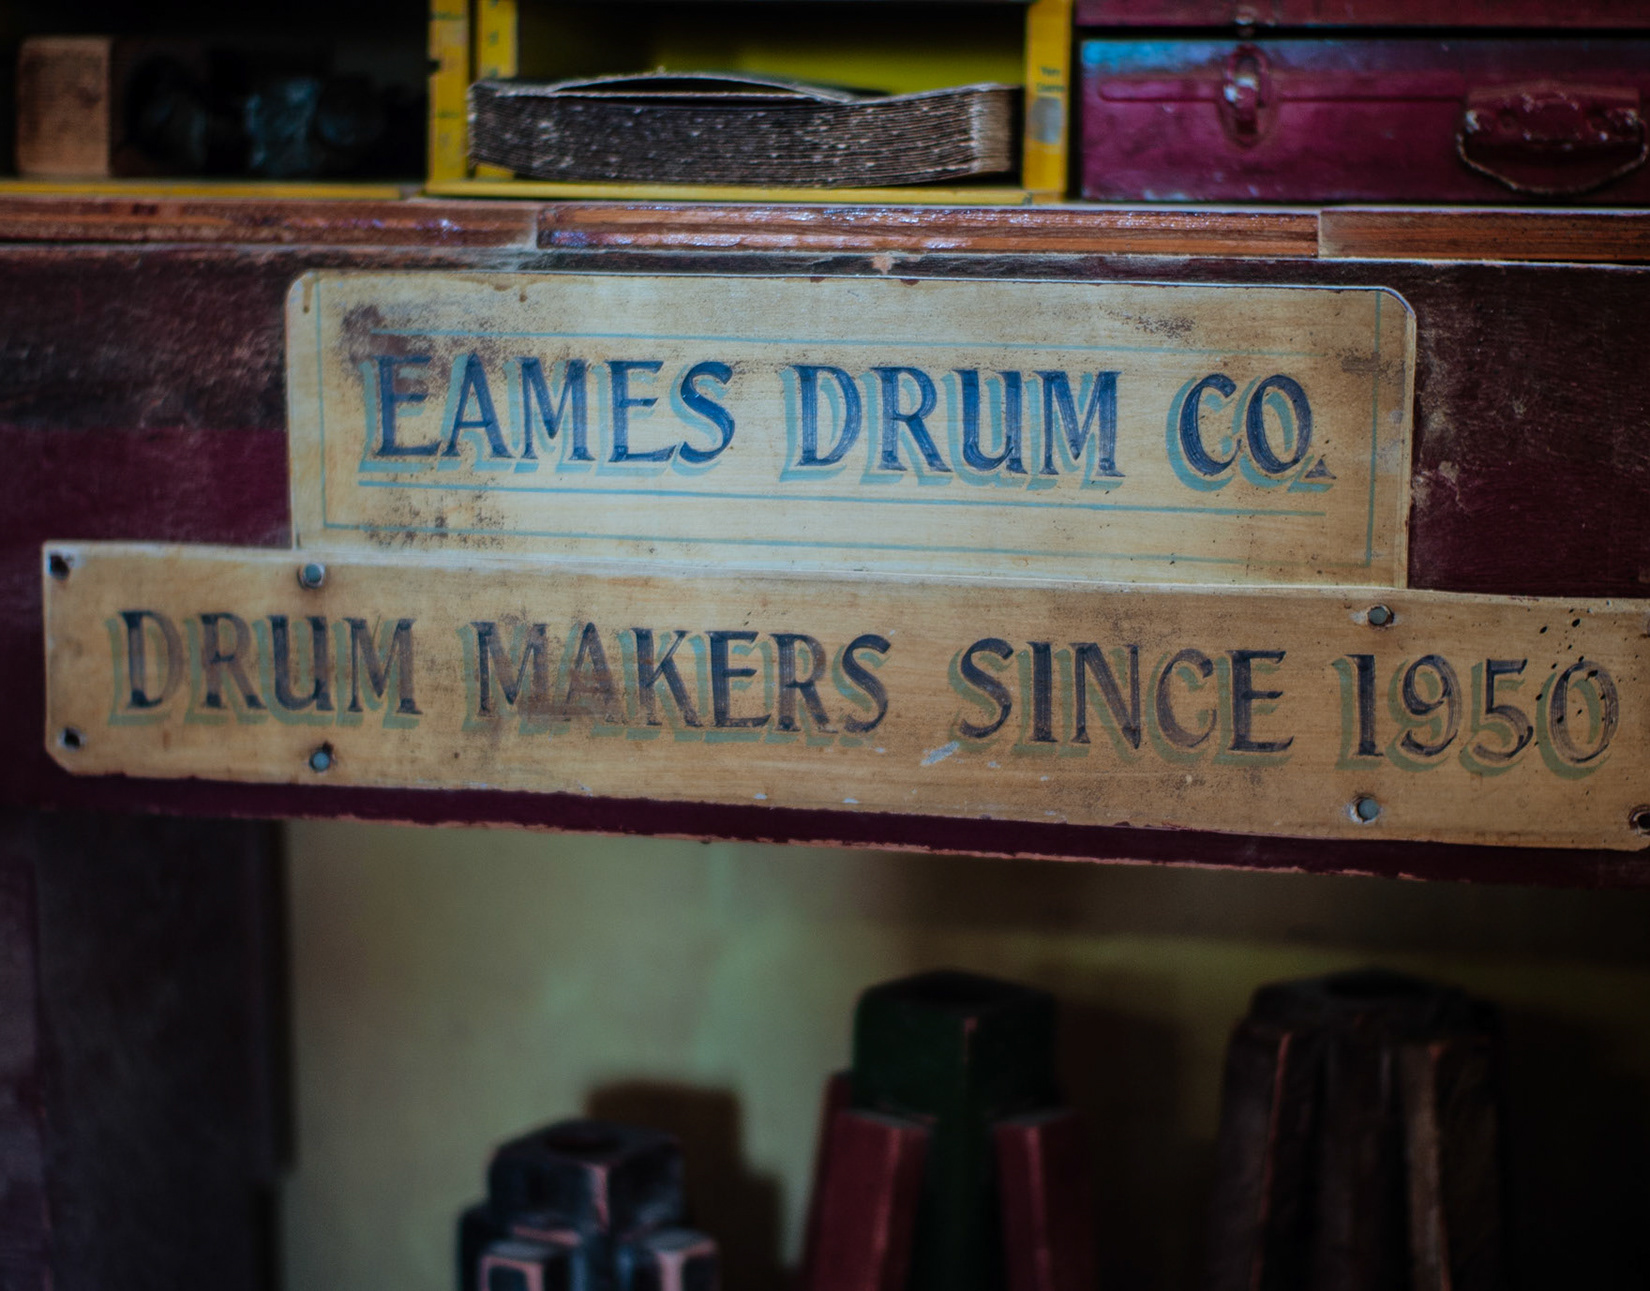 EAMES DRUM CO.
DRUM MAKERS SINCE 1950